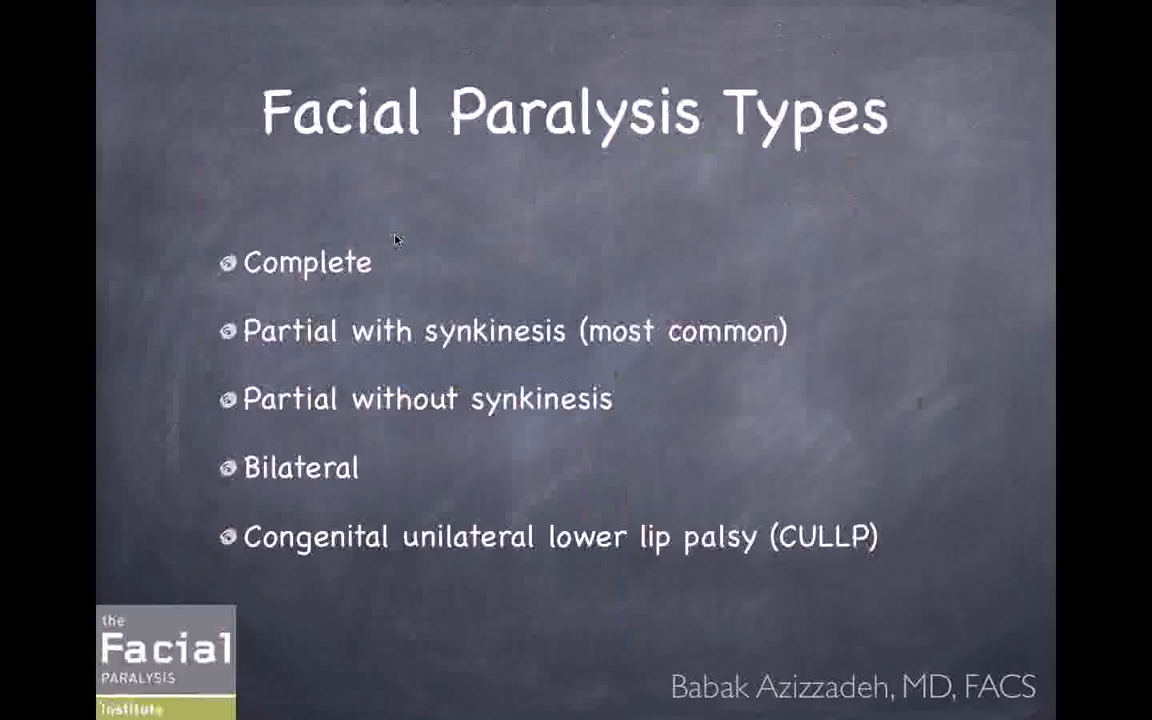 Facial Paralysis Types
Complete
Partial with synkinesis (most common)
Partial without synkinesis
Bilateral
Congenital unilateral lower lip palsy (CULLP)
the
Facial
PARALYSIS
Institute
Babak Azizzadeh, MD, FACS